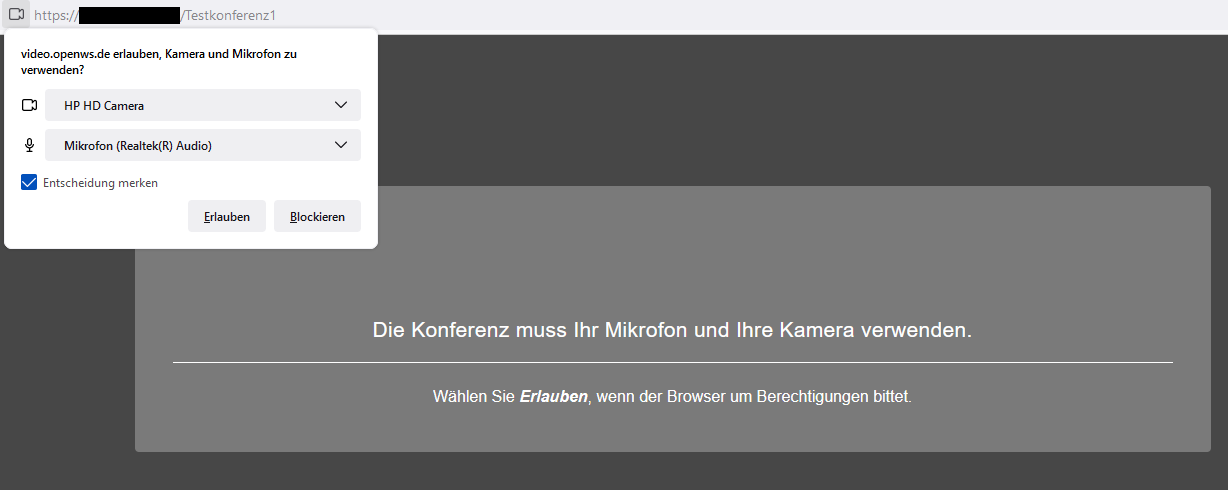 https:// /Testkonferenz1
video.openws.de erlauben, Kamera und Mikrofon zu
verwenden?
HP HD Camera
Mikrofon (Realtek(R) Audio)
Entscheidung merken
Erlauben
Blockieren
Die Konferenz muss Ihr Mikrofon und Ihre Kamera verwenden.
Wählen Sie Erlauben, wenn der Browser um Berechtigungen bittet.